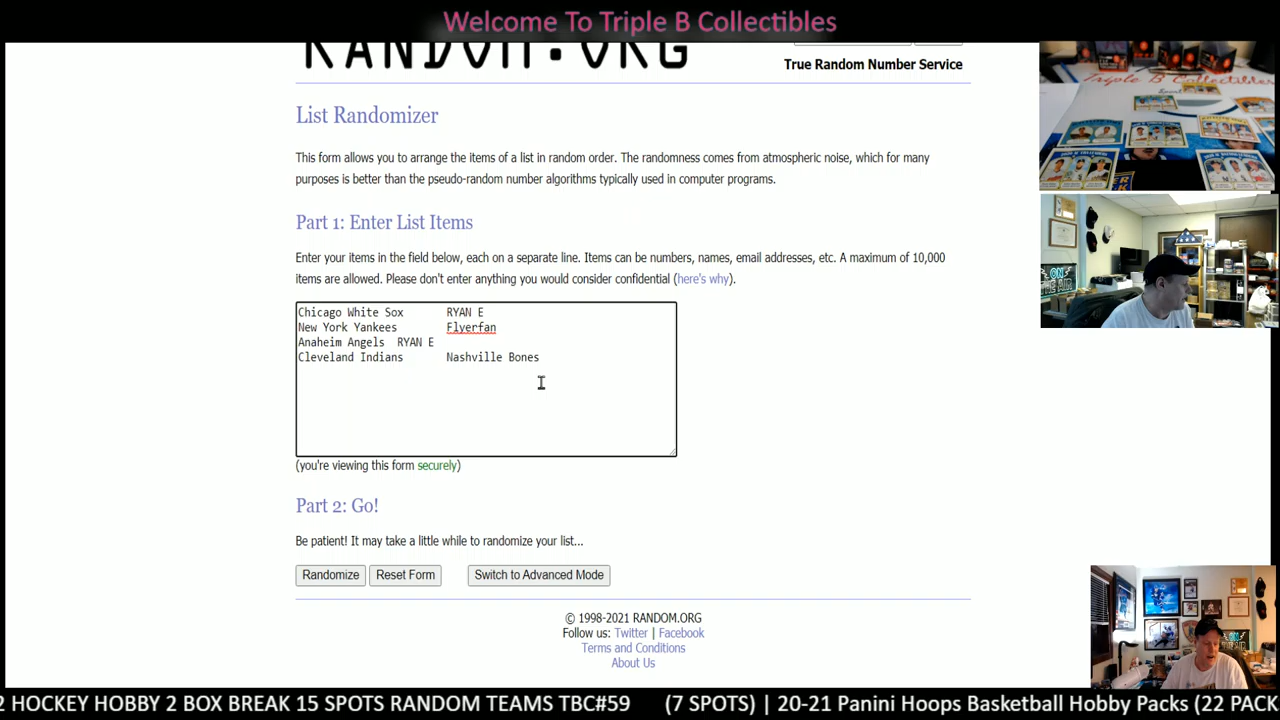 Welcome To Triple B Collectibles
RANDOM.ORG
True Random Number Service
List Randomizer
This form allows you to arrange the items of a list in random order. The randomness comes from atmospheric noise, which for many
purposes is better than the pseudo-random number algorithms typically used in computer programs.
Part 1: Enter List Items
Enter your items in the field below, each on a separate line. Items can be numbers, names, email addresses, etc. A maximum of 10,000
items are allowed. Please don't enter anything you would consider confidential (here's why).
Chicago White Sox RYAN E
New York Yankees Flyerfan
Anaheim Angels RYAN E
Cleveland Indians Nashville Bones
(you're viewing this form securely)
Part 2: Go!
Be patient! It may take a little while to randomize your list...
Randomize Reset Form Switch to Advanced Mode
© 1998-2021 RANDOM.ORG
Follow us: Twitter | Facebook
Terms and Conditions
About Us
Triple B Collectibles
ON
THE AIR
2 HOCKEY HOBBY 2 BOX BREAK 15 SPOTS RANDOM TEAMS TBC#59 (7 SPOTS) | 20-21 Panini Hoops Basketball Hobby Packs (22 PACK